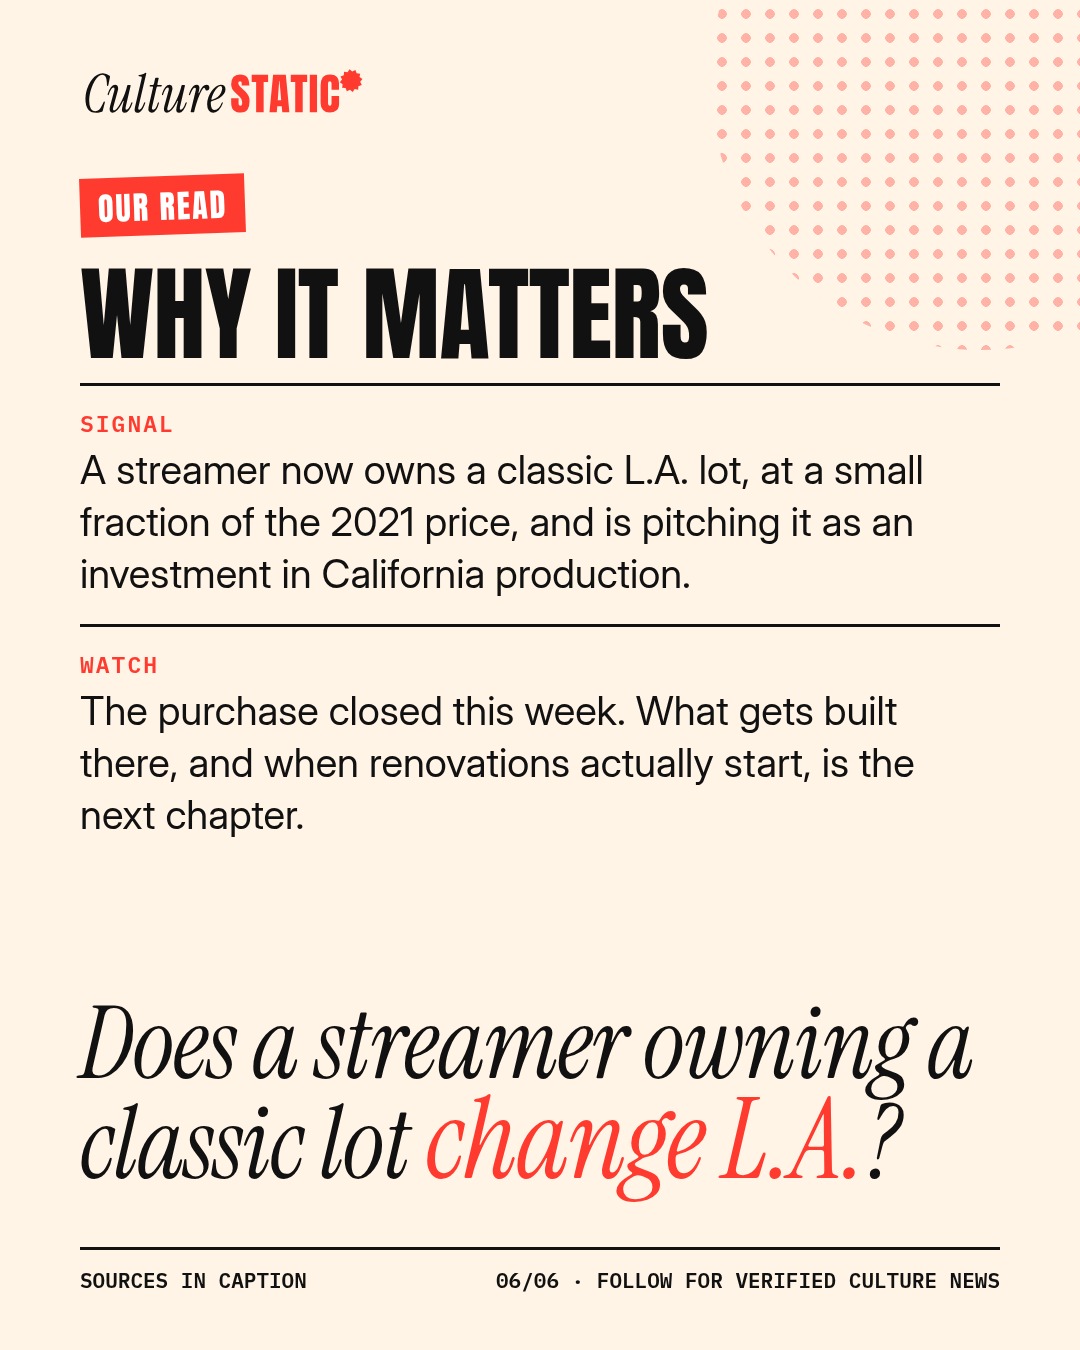 Culture STATIC
OUR READ
WHY IT MATTERS
SIGNAL
A streamer now owns a classic L.A. lot, at a small
fraction of the 2021 price, and is pitching it as an
investment in California production.
WATCH
The purchase closed this week. What gets built
there, and when renovations actually start, is the
next chapter.
Does a streamer owning a
classic lot change L.A.?
SOURCES IN CAPTION
06/06 · FOLLOW FOR VERIFIED CULTURE NEWS